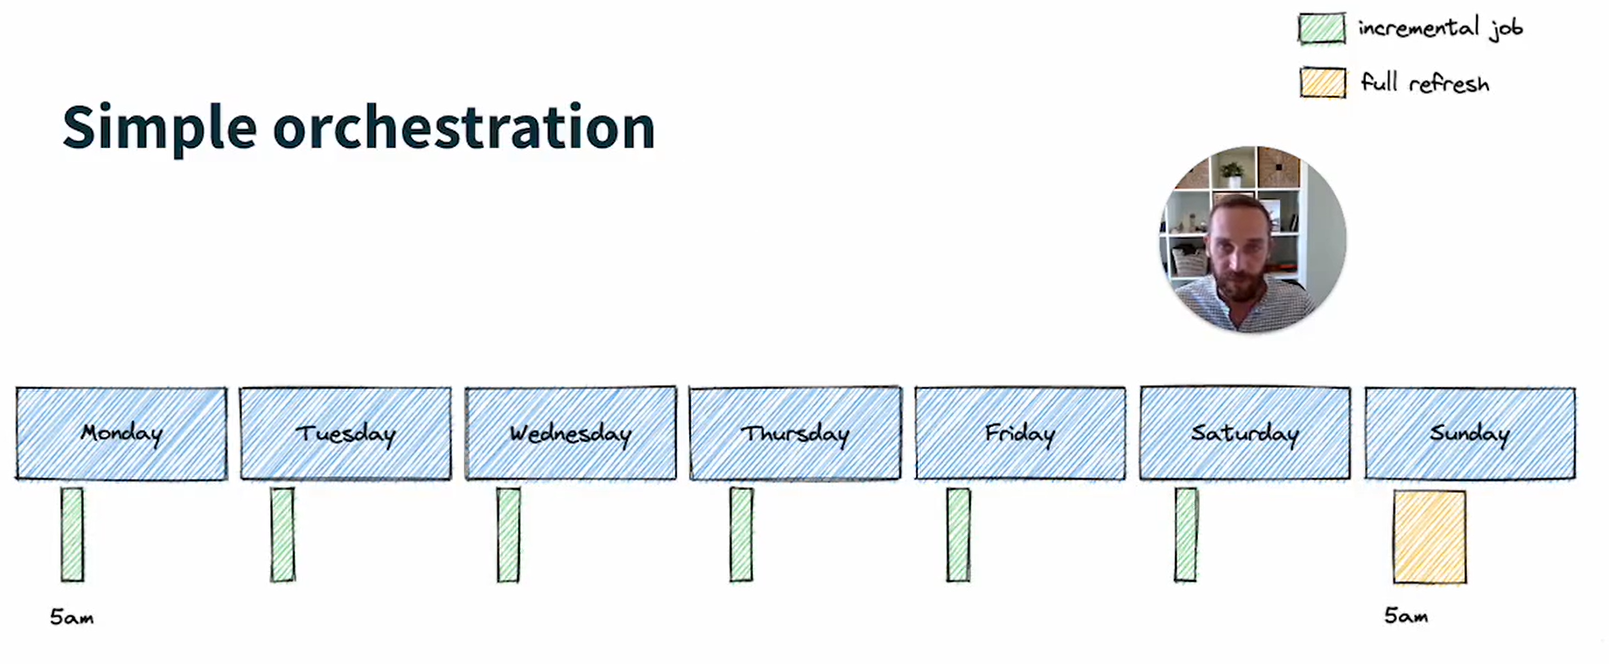 incremental job
full refresh
Simple orchestration
Monday
Tuesday
Wednesday
Thursday
Friday
Saturday
Sunday
5am
5am